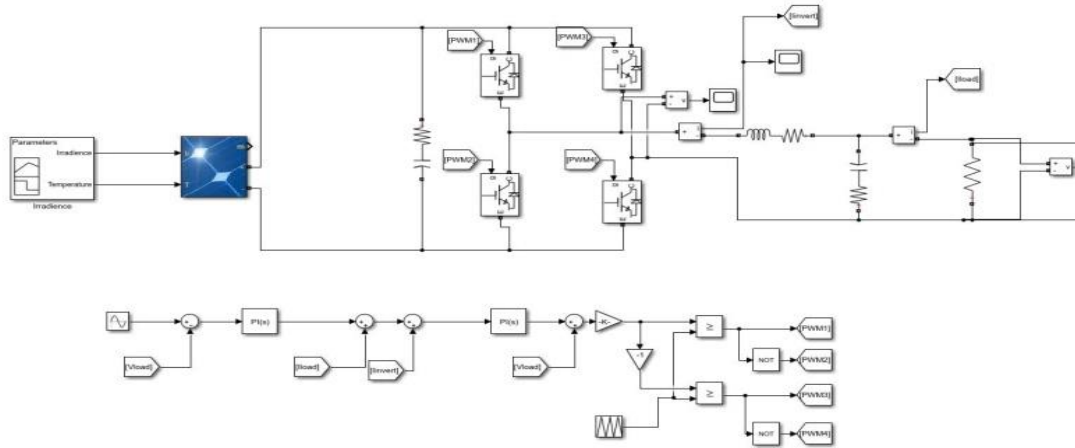 [Iinvert]
[PWM1]
[PWM3]
[Iload]
Parameters
Irradience
Temperature
Irradience
T
[PWM2]
[PWM4]
C
E
C
E
C
E
C
E
+
-
v
+
-
v
PI(s)
PI(s)
-K-
≥
[PWM1]
[Vload]
[Iload]
[Iinvert]
[Vload]
-1
NOT
[PWM2]
≥
[PWM3]
NOT
[PWM4]